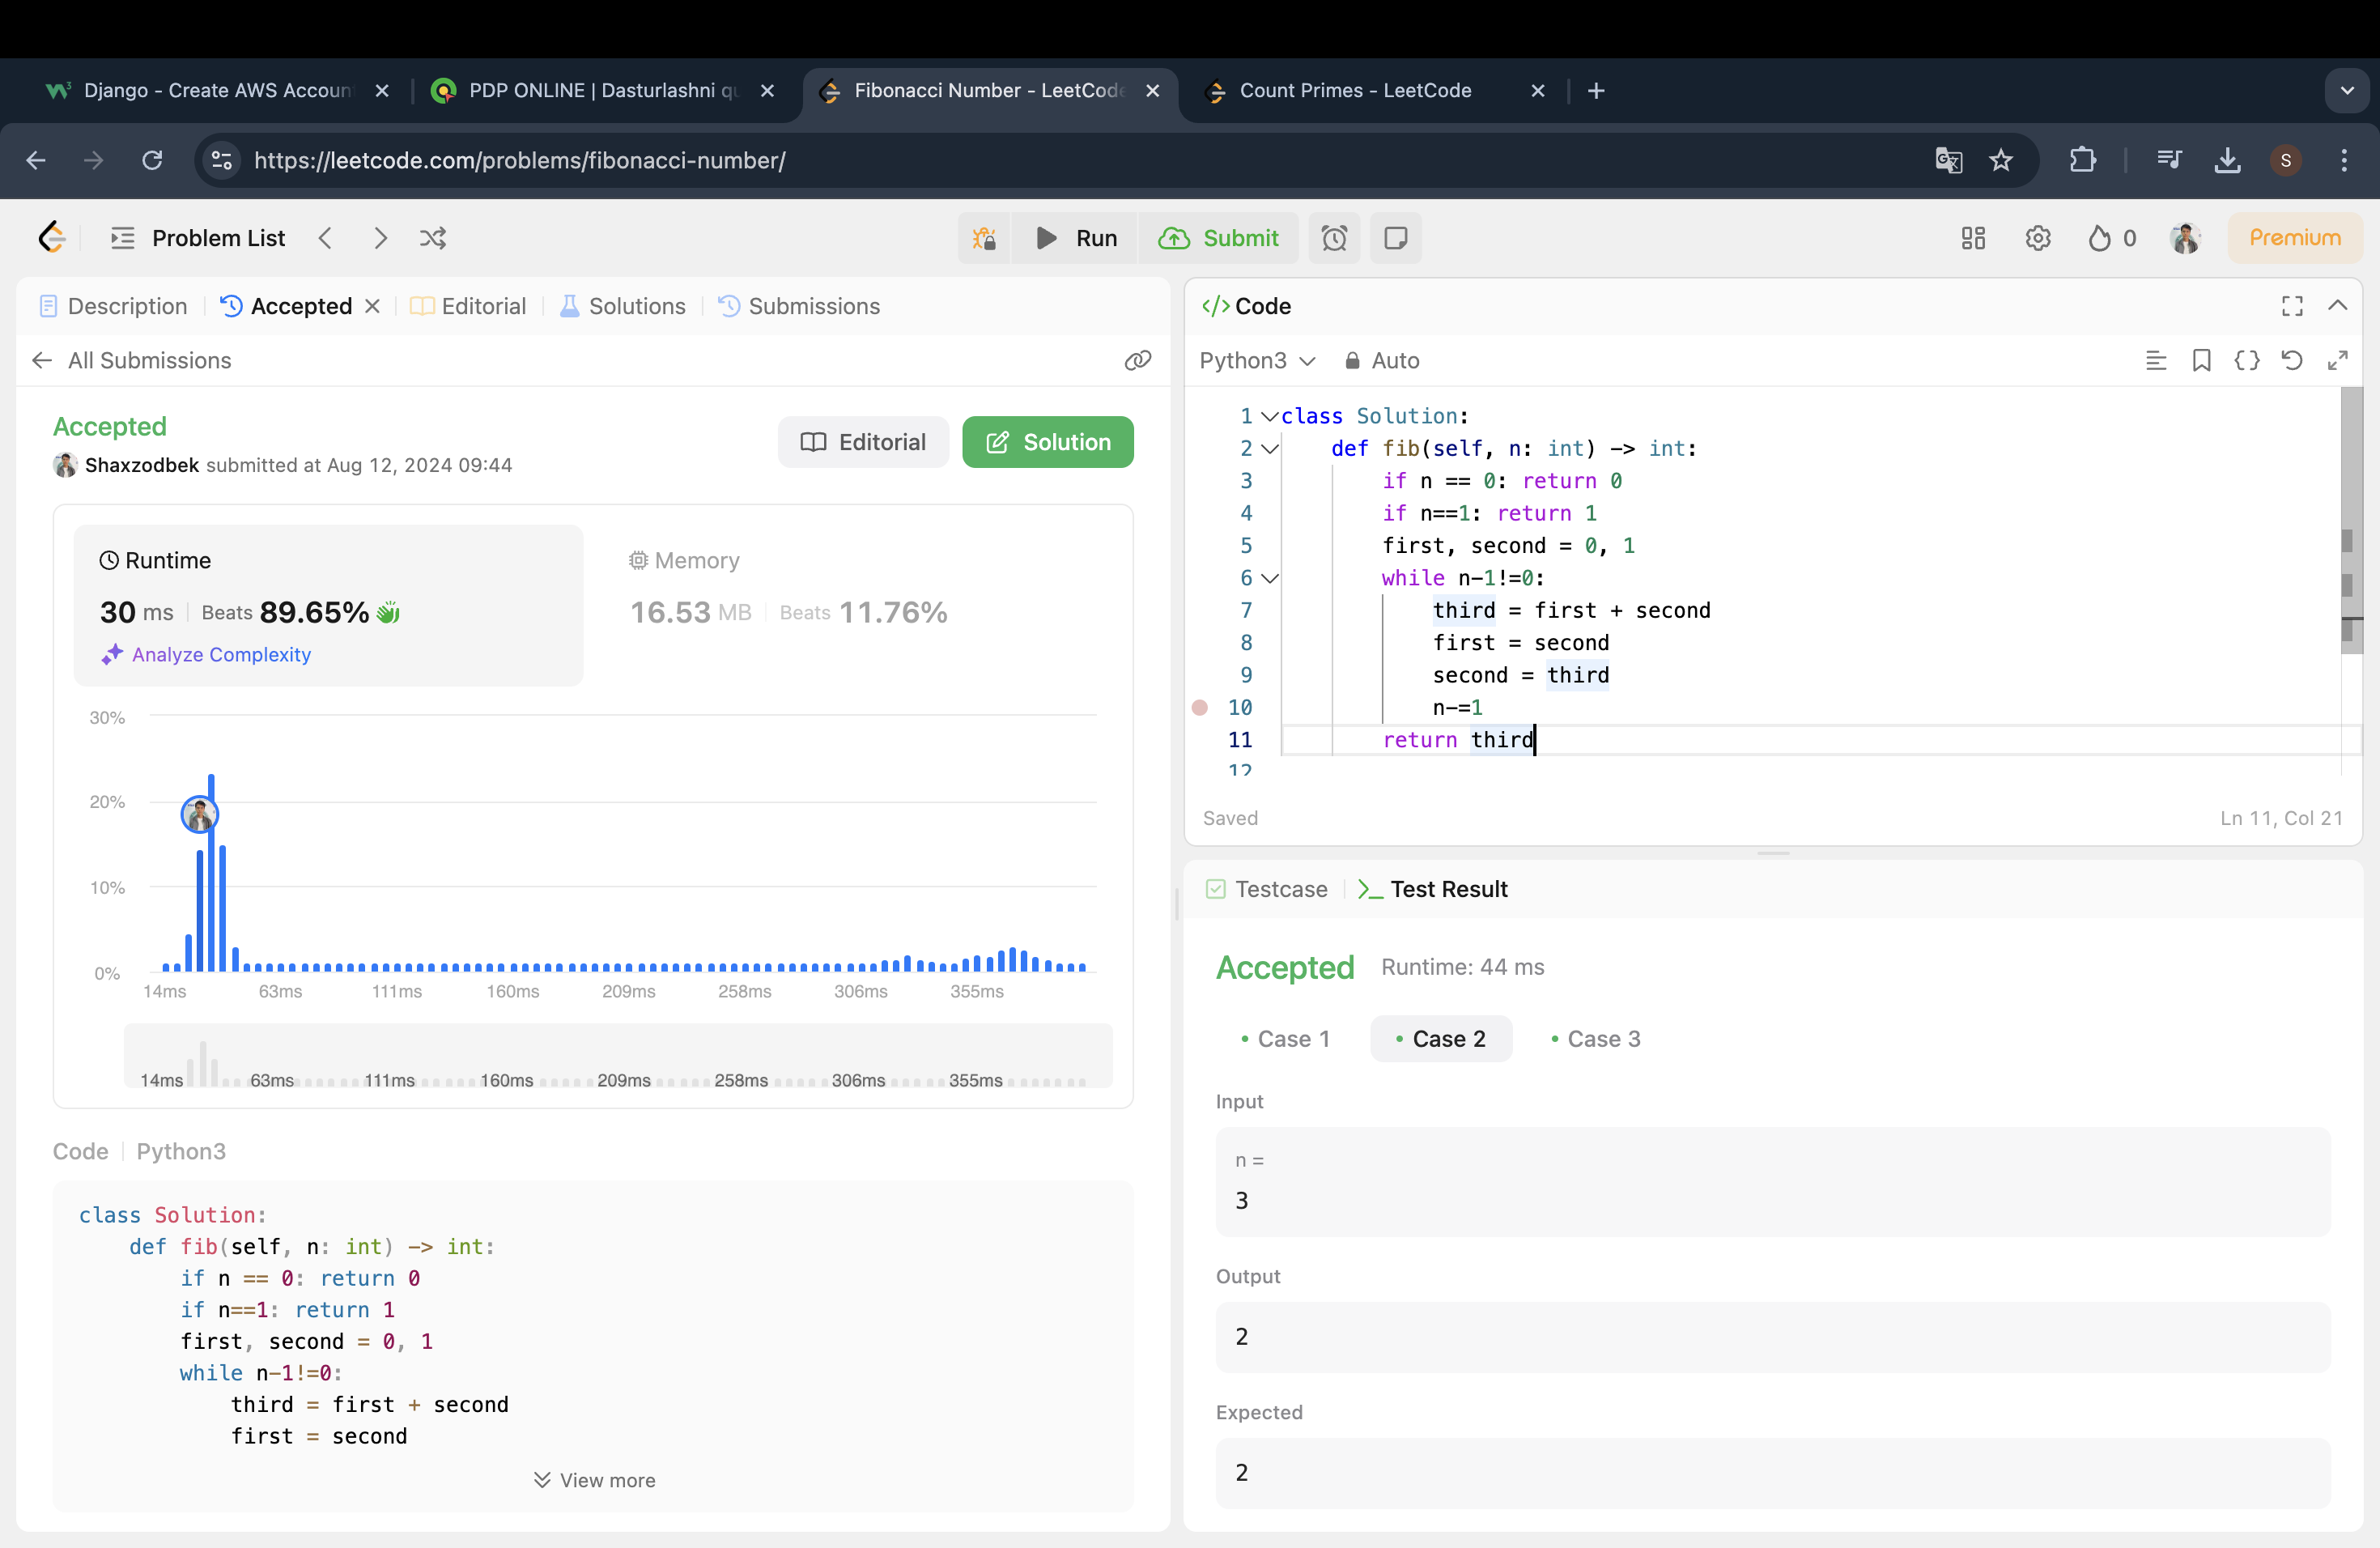 Django - Create AWS Accoun
PDP ONLINE | Dasturlashni qu
Fibonacci Number - LeetCode
Count Primes - LeetCode
https://leetcode.com/problems/fibonacci-number/
S
Problem List
Run
Submit
0
Premium
Description
Accepted
Editorial
Solutions
Submissions
All Submissions
Accepted
Shaxzodbek submitted at Aug 12, 2024 09:44
Editorial
Solution
Runtime
30 ms | Beats 89.65%
Analyze Complexity
Memory
16.53 MB | Beats 11.76%
30%
20%
10%
0%
14ms 63ms 111ms 160ms 209ms 258ms 306ms 355ms
14ms 63ms 111ms 160ms 209ms 258ms 306ms 355ms
Code | Python3
class Solution:
def fib(self, n: int) -> int:
if n == 0: return 0
if n==1: return 1
first, second = 0, 1
while n-1!=0:
third = first + second
first = second
View more
</> Code
Python3
Auto
1 class Solution:
2 def fib(self, n: int) -> int:
3 if n == 0: return 0
4 if n==1: return 1
5 first, second = 0, 1
6 while n-1!=0:
7 third = first + second
8 first = second
9 second = third
10 n-=1
11 return third
12
Saved
Ln 11, Col 21
Testcase
Test Result
Accepted
Runtime: 44 ms
Case 1
Case 2
Case 3
Input
n =
3
Output
2
Expected
2